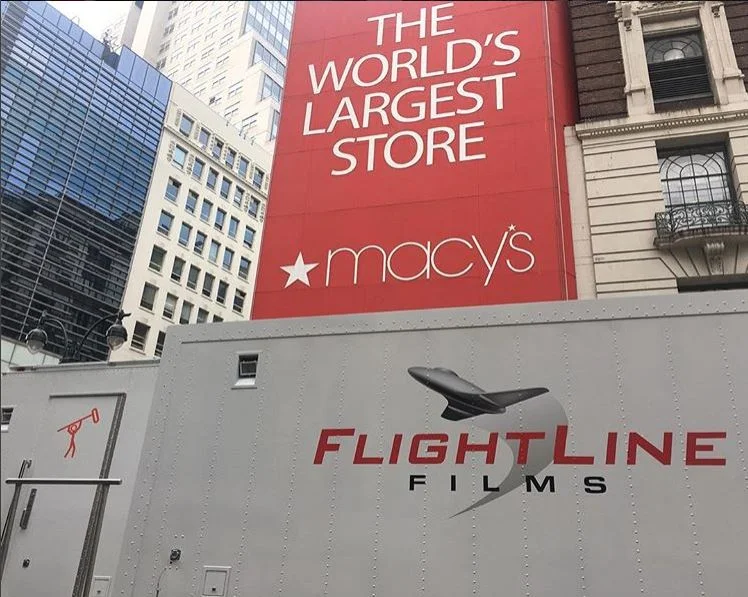 THE
WORLD'S
LARGEST
STORE
macy's
FLIGHTLINE
FILMS